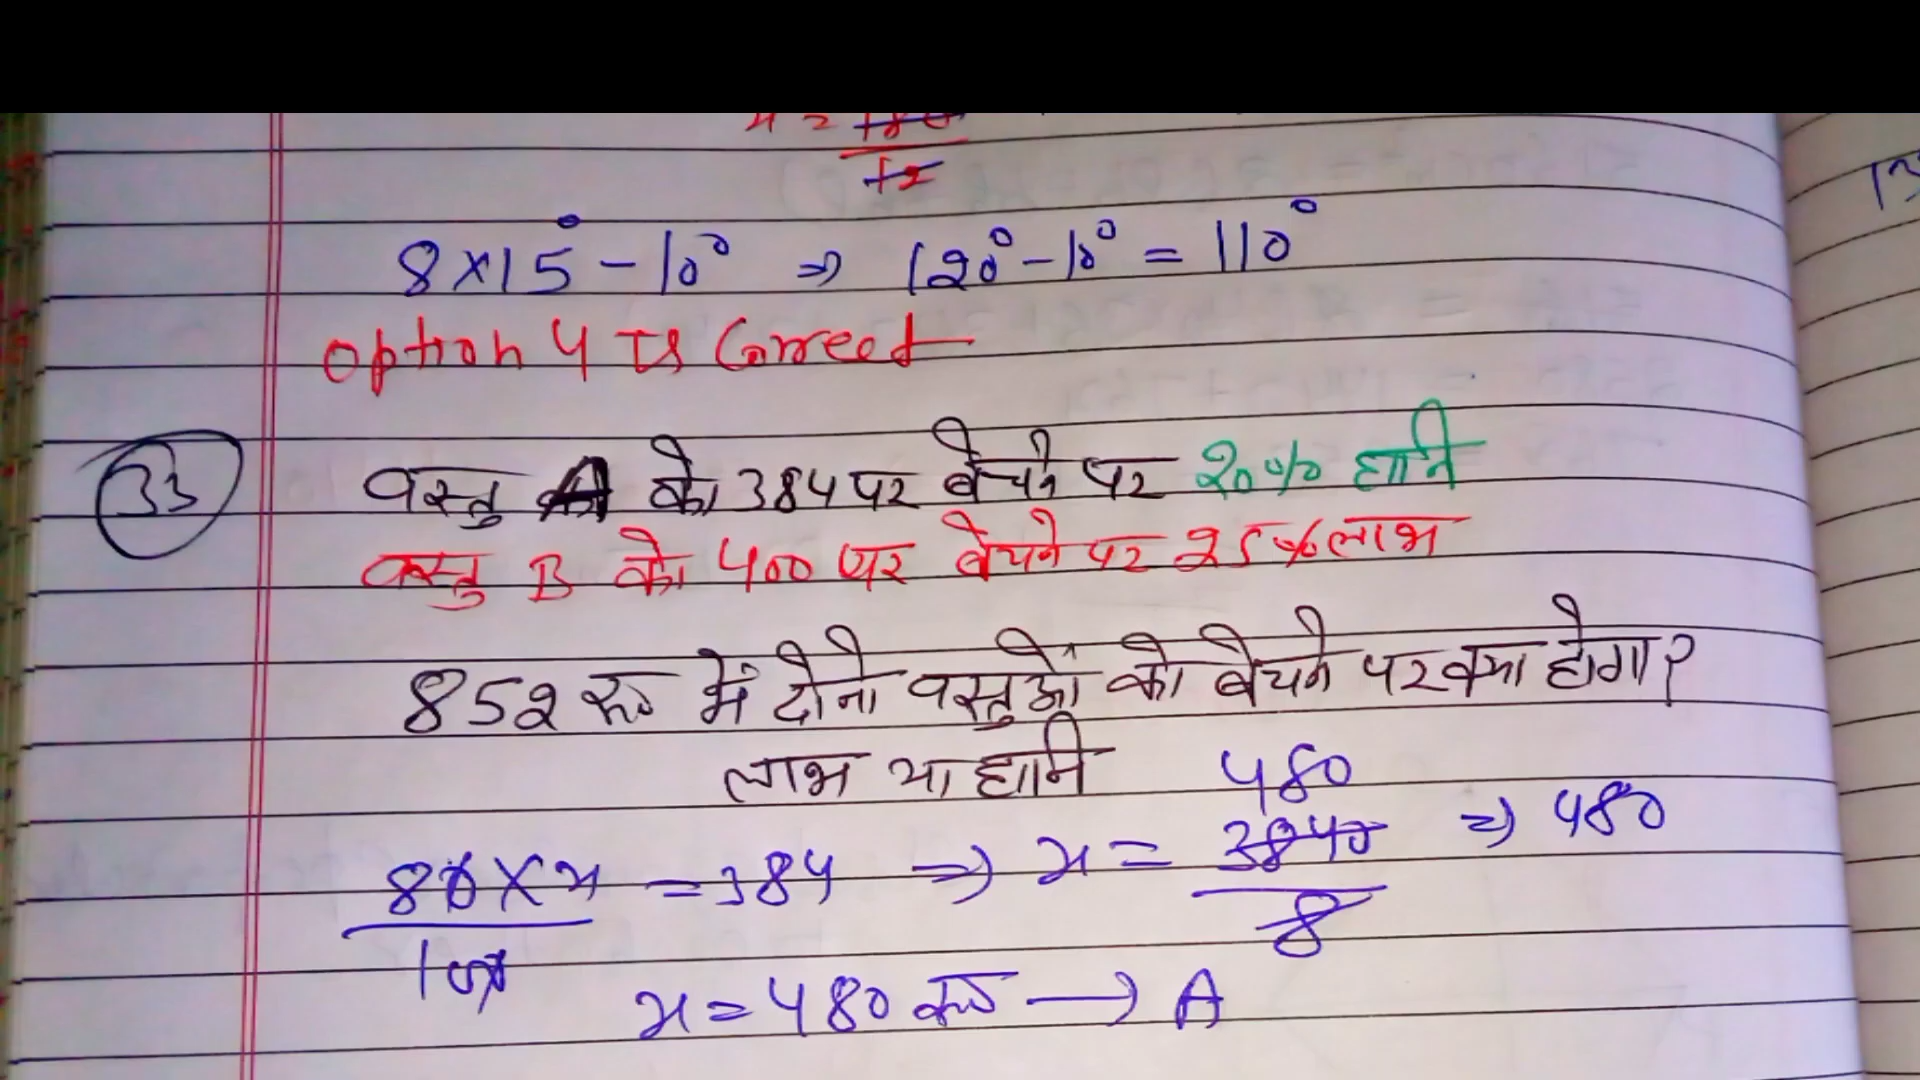 8×15° - 10° ⇒ 120° - 10° = 110°
option 4 is Correct
33
वस्तु A को 384 पर बेचने पर 20% हानि
वस्तु B को 400 पर बेचने पर 25% लाभ
852 रू में दोनो वस्तुओं को बेचने पर क्या होगा?
लाभ या हानि
80 × x / 100 = 384 ⇒ x = 3840 / 8 480 ⇒ 480
x = 480 रू → A